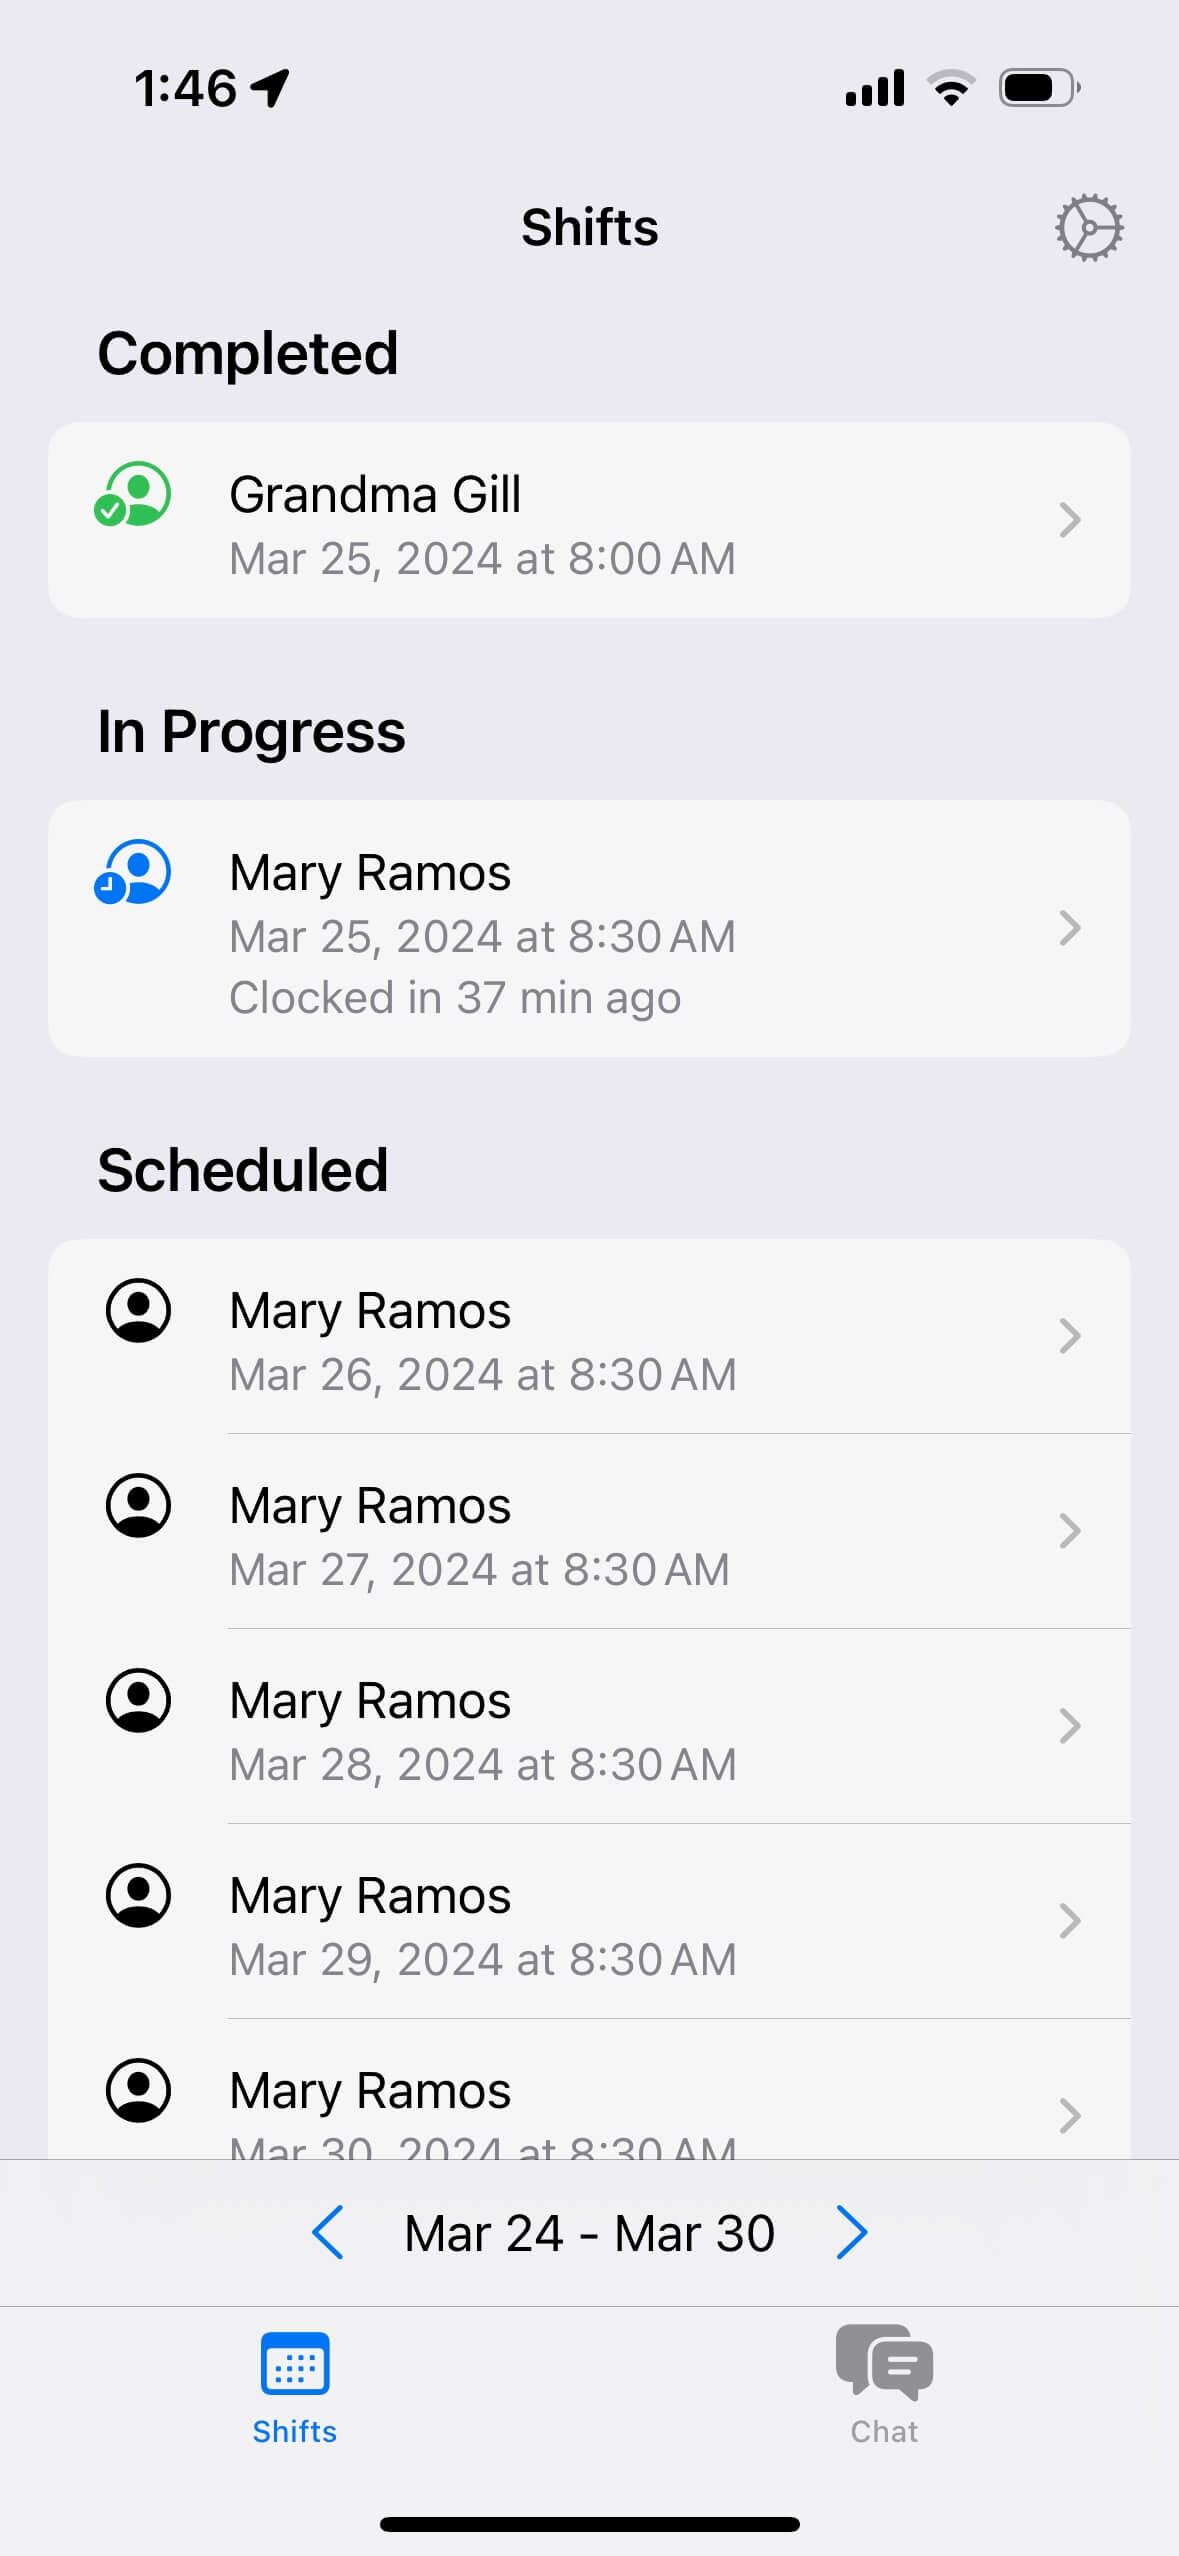 1:46
Shifts
Completed
Grandma Gill
Mar 25, 2024 at 8:00 AM
In Progress
Mary Ramos
Mar 25, 2024 at 8:30 AM
Clocked in 37 min ago
Scheduled
Mary Ramos
Mar 26, 2024 at 8:30 AM
Mary Ramos
Mar 27, 2024 at 8:30 AM
Mary Ramos
Mar 28, 2024 at 8:30 AM
Mary Ramos
Mar 29, 2024 at 8:30 AM
Mary Ramos
Mar 30, 2024 at 8:30 AM
Mar 24 - Mar 30
Shifts
Chat